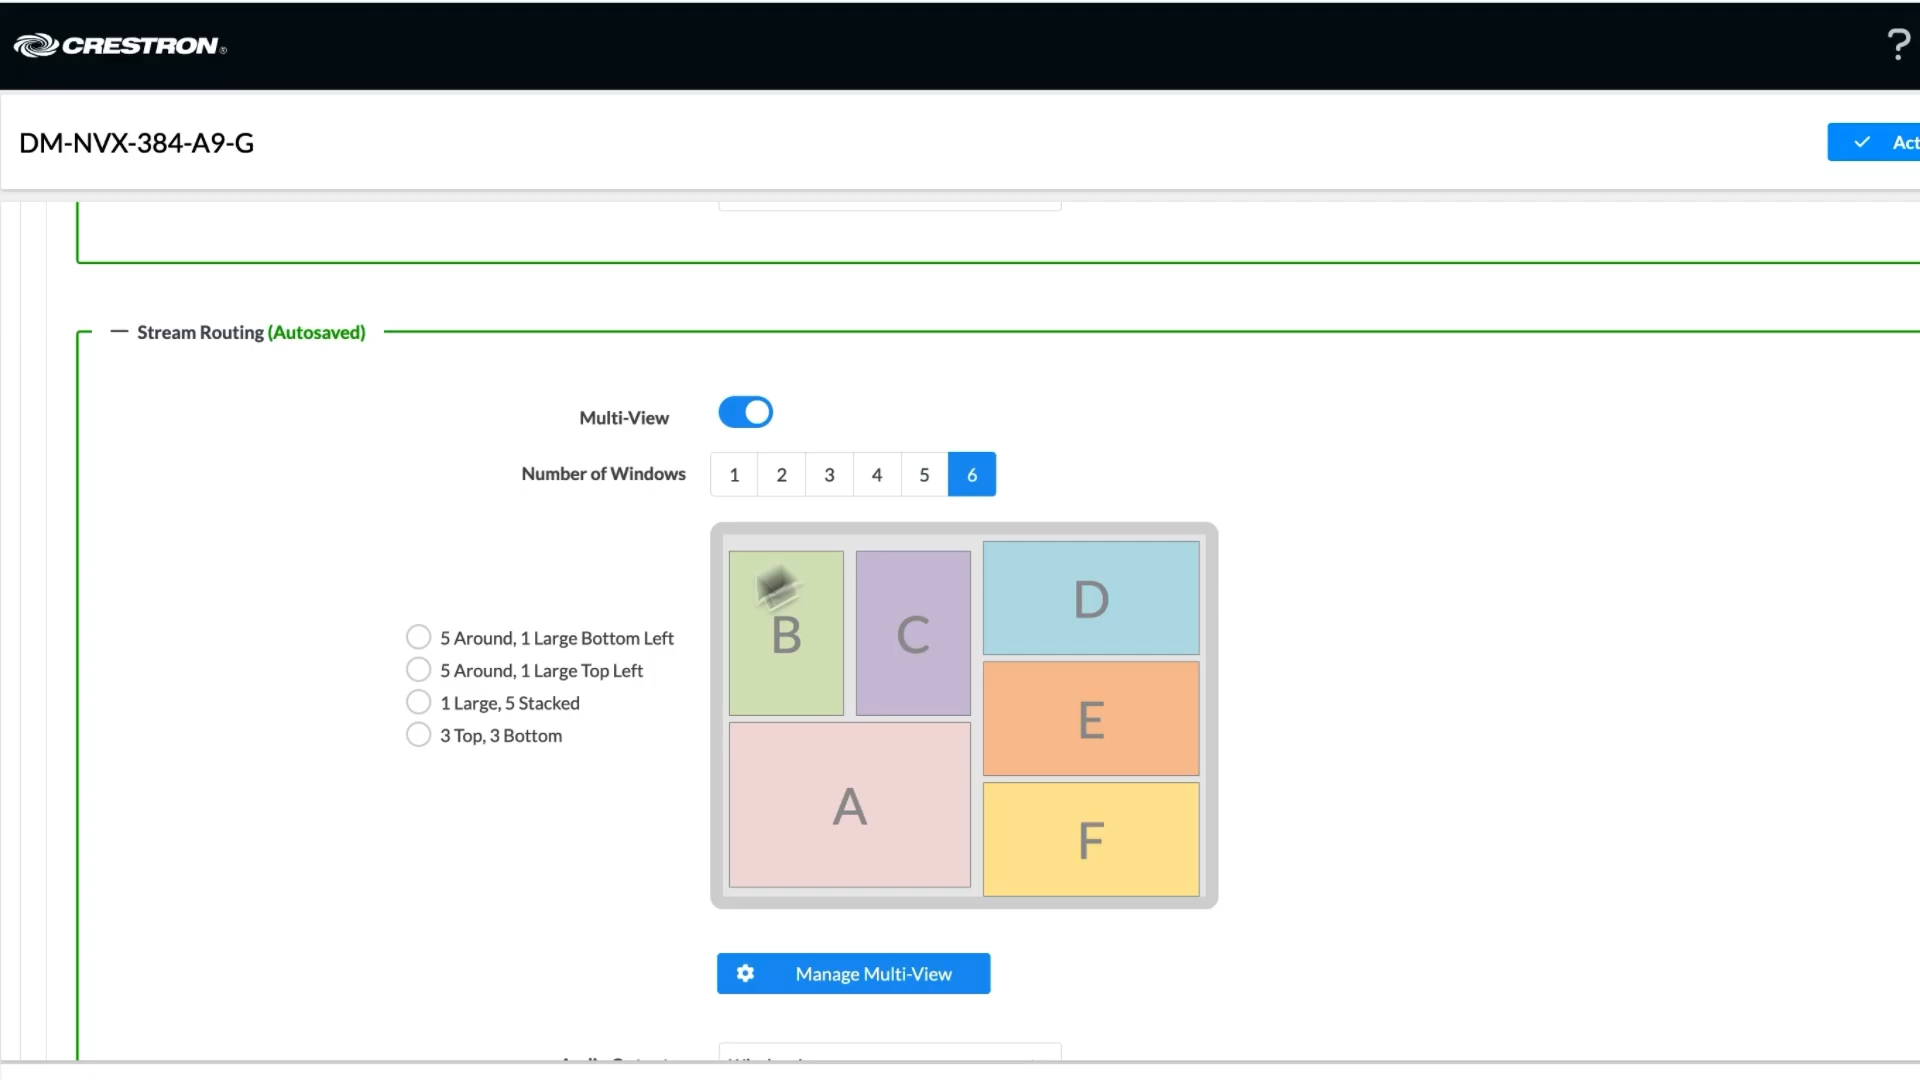 CRESTRON®
DM-NVX-384-A9-G
Act
Stream Routing (Autosaved)
Multi-View
Number of Windows
1 2 3 4 5 6
5 Around, 1 Large Bottom Left
5 Around, 1 Large Top Left
1 Large, 5 Stacked
3 Top, 3 Bottom
B C D
E
A
F
Manage Multi-View